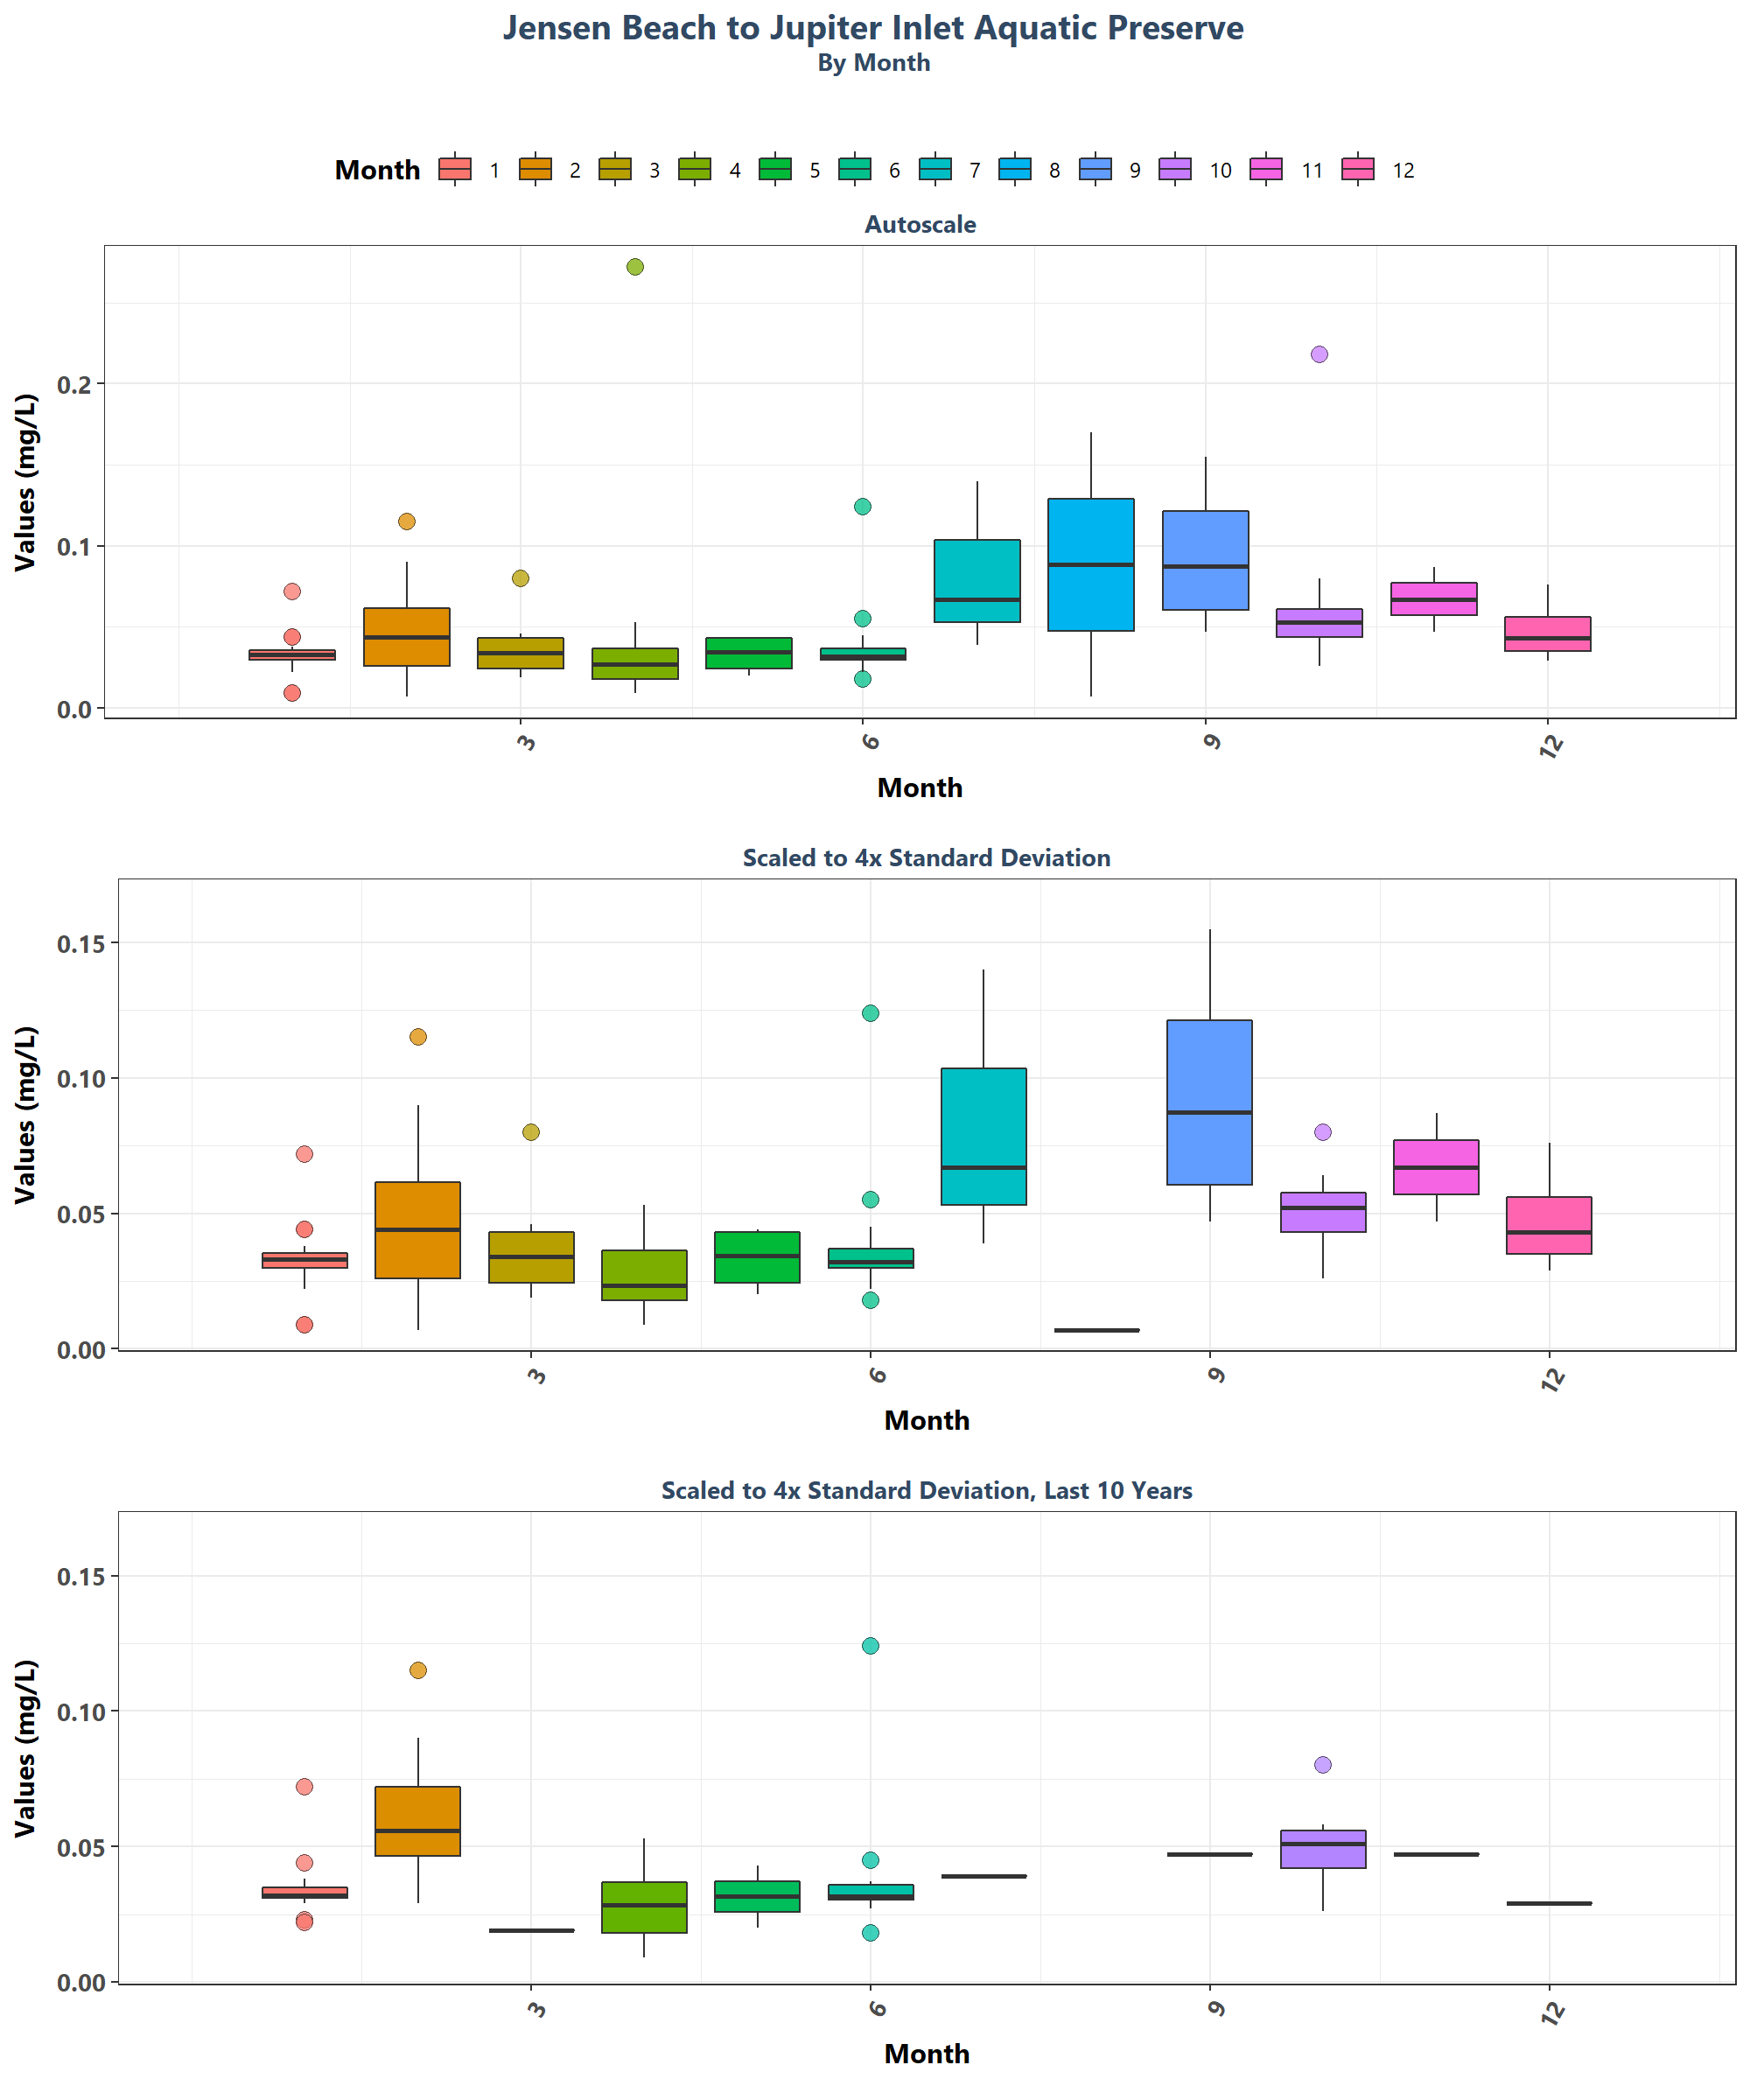 Jensen Beach to Jupiter Inlet Aquatic Preserve
By Month
Month 1 2 3 4 5 6 7 8 9 10 11 12
Autoscale
Values (mg/L)
0.2
0.1
0.0
3 6 9 12
Month
Scaled to 4x Standard Deviation
Values (mg/L)
0.15
0.10
0.05
0.00
3 6 9 12
Month
Scaled to 4x Standard Deviation, Last 10 Years
Values (mg/L)
0.15
0.10
0.05
0.00
3 6 9 12
Month